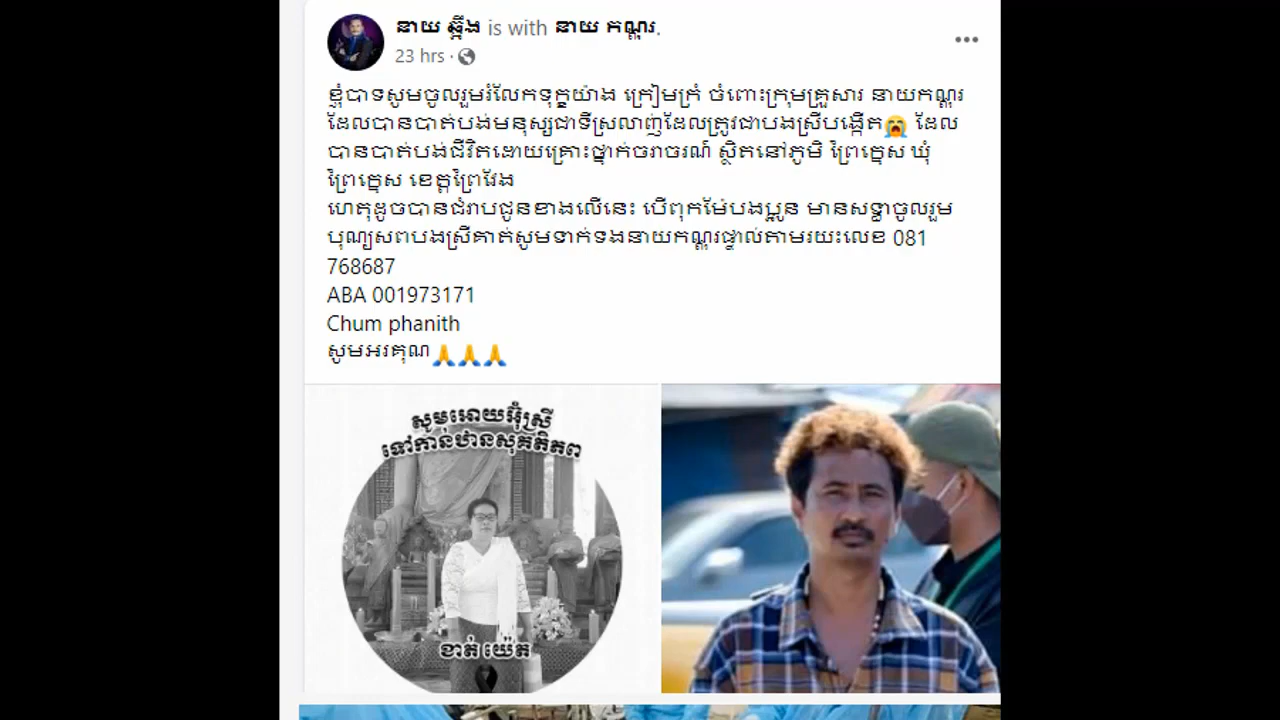 នាយ ឆ្អឹង is with នាយ កណ្តុរ.
23 hrs ·
ខ្ញុំបាទសូមចូលរួមរំលែកទុក្ខយ៉ាង ក្រៀមក្រំ ចំពោះក្រុមគ្រួសារ នាយកណ្តុរ
ដែលបានបាត់បង់មនុស្សជាទីស្រលាញ់ដែលត្រូវជាបងស្រីបង្កើត😭 ដែល
បានបាត់បង់ជីវិតដោយគ្រោះថ្នាក់ចរាចរណ៍ ស្ថិតនៅភូមិ ព្រៃក្ឌេស ឃុំ
ព្រៃក្ឌេស ខេត្តព្រៃវែង
ហេតុដូចបានជំរាបជូនខាងលើនេះ បើពុកម៉ែបងប្អូន មានសទ្ធាចូលរួម
បុណ្យសពបងស្រីគាត់សូមទាក់ទងនាយកណ្តុរផ្ទាល់តាមរយះលេខ 081
768687
ABA 001973171
Chum phanith
សូមអរគុណ🙏🙏🙏
សូមអោយអ៊ុំស្រី
ទៅកាន់ឋានសុគតិភព
ខាត់ យ៉េត